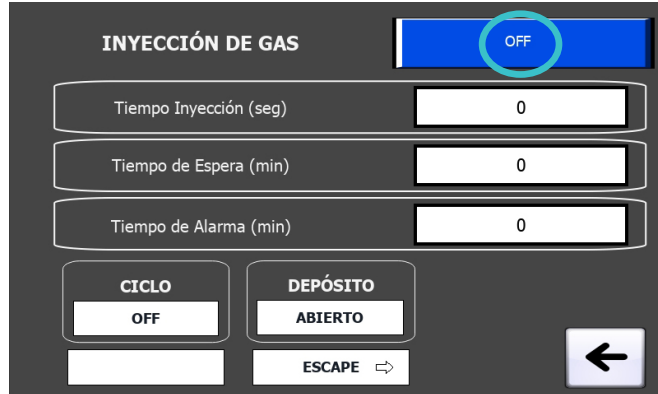 INYECCIÓN DE GAS
OFF
Tiempo Inyección (seg)
0
Tiempo de Espera (min)
0
Tiempo de Alarma (min)
0
CICLO
DEPÓSITO
OFF
ABIERTO
ESCAPE ⇨